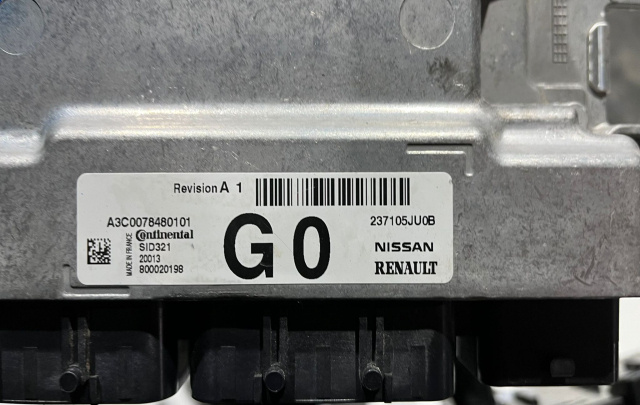 Revision A 1
A3C0078480101
Continental
SID321
20013
800020198
MADE IN FRANCE
G0
237105JU0B
NISSAN
RENAULT